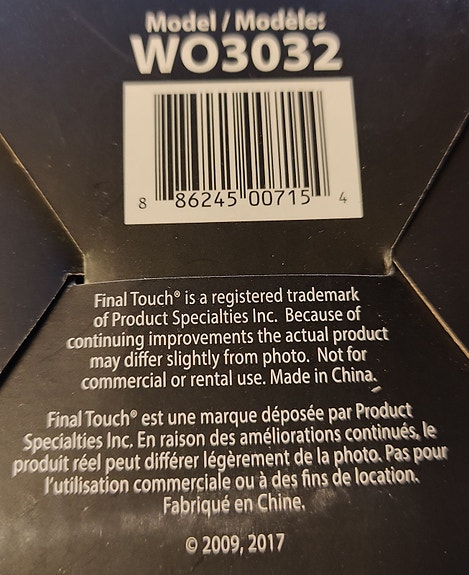 Model / Modèle:
WO3032
8 86245 00715 4
Final Touch® is a registered trademark
of Product Specialties Inc. Because of
continuing improvements the actual product
may differ slightly from photo. Not for
commercial or rental use. Made in China.
Final Touch® est une marque déposée par Product
Specialties Inc. En raison des améliorations continués, le
produit réel peut différer légèrement de la photo. Pas pour
l'utilisation commerciale ou à des fins de location.
Fabriqué en Chine.
© 2009, 2017